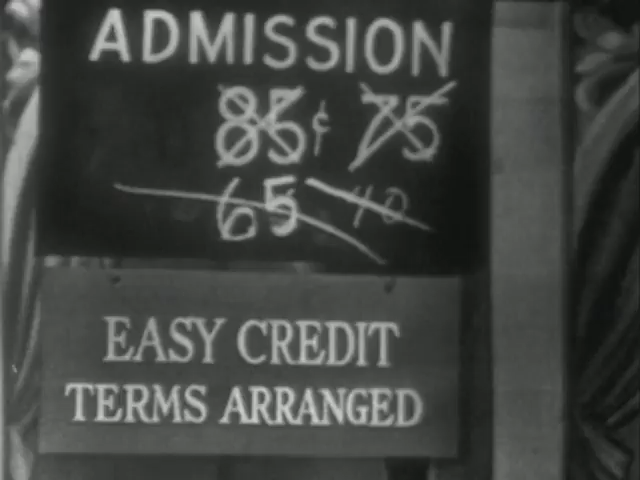 ADMISSION
85¢ 75
65 40
EASY CREDIT
TERMS ARRANGED